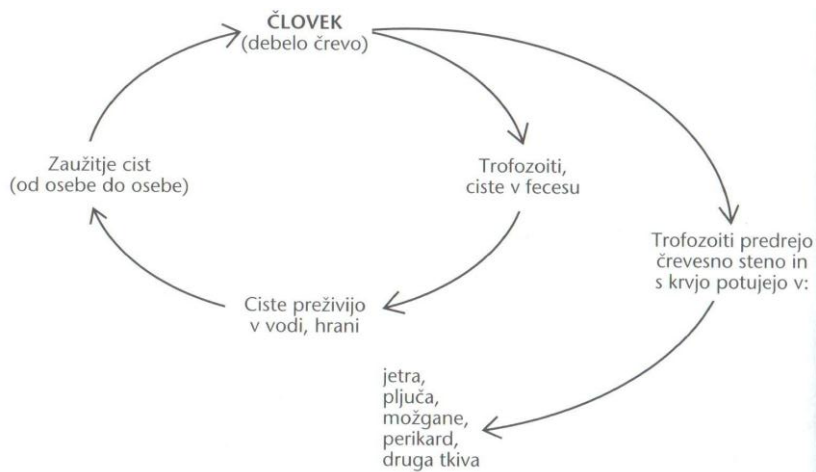 ČLOVEK
(debelo črevo)
Zaužitje cist
(od osebe do osebe)
Trofozoiti,
ciste v fecesu
Trofozoiti predrejo
črevesno steno in
s krvjo potujejo v:
Ciste preživijo
v vodi, hrani
jetra,
pljuča,
možgane,
perikard,
druga tkiva